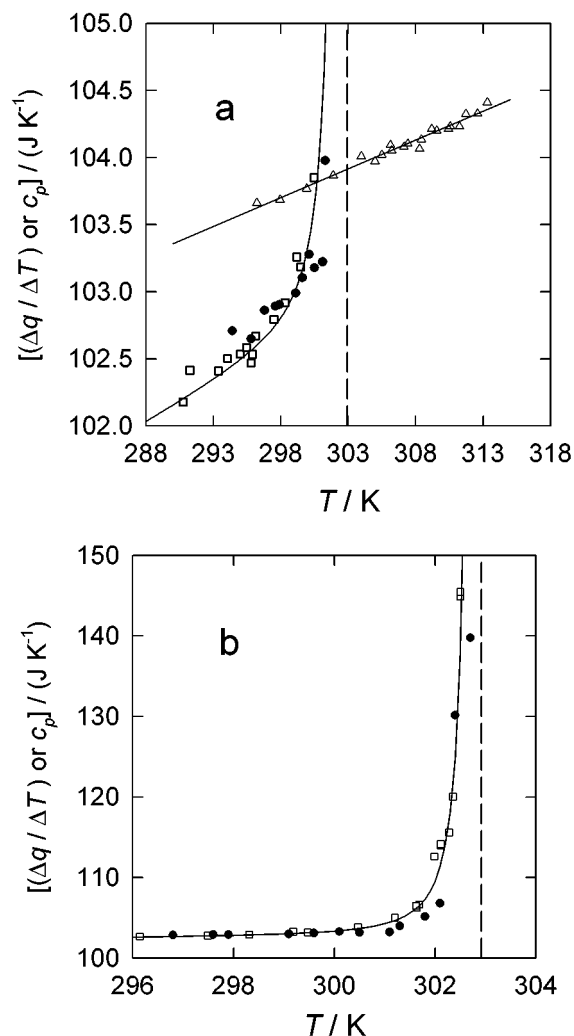 105.0
104.5
104.0
103.5
103.0
102.5
102.0
a
[(Δq / ΔT ) or cₚ] / (J K⁻¹)
288 293 298 303 308 313 318
T / K
150
140
130
120
110
100
b
[(Δq / ΔT ) or cₚ] / (J K⁻¹)
296 298 300 302 304
T / K